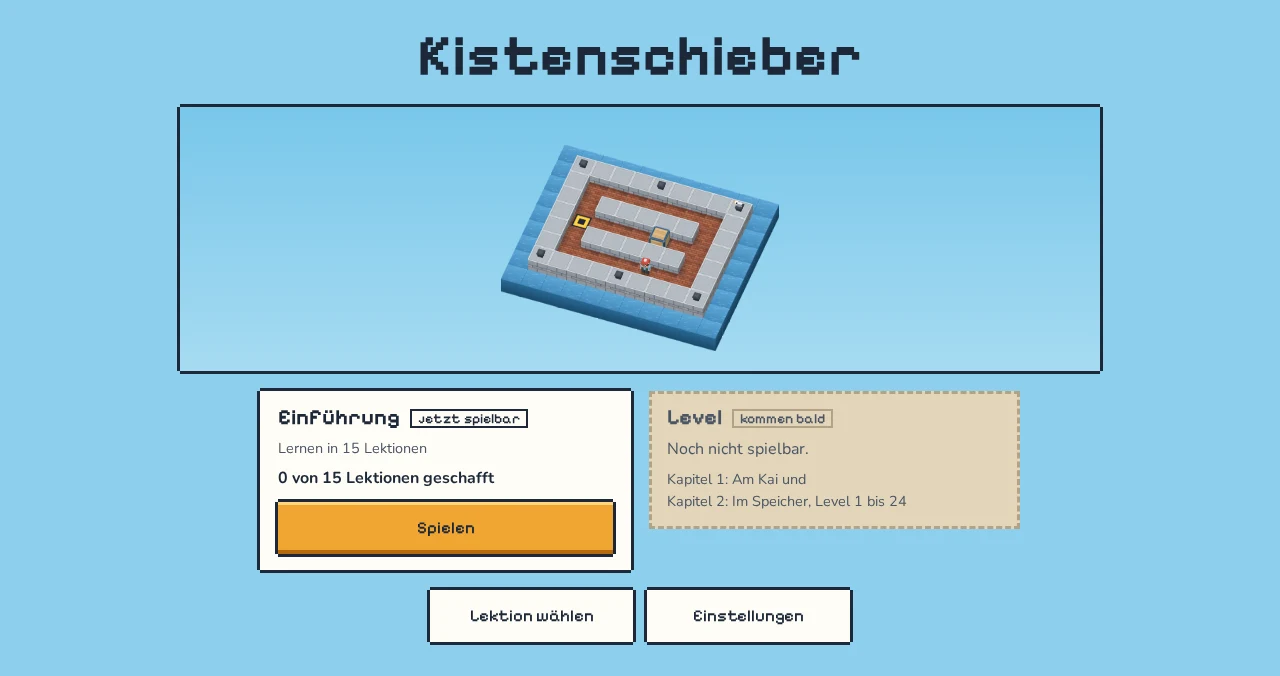 Kistenschieber
Einführung
jetzt spielbar
Lernen in 15 Lektionen
0 von 15 Lektionen geschafft
Spielen
Level
kommen bald
Noch nicht spielbar.
Kapitel 1: Am Kai und
Kapitel 2: Im Speicher, Level 1 bis 24
Lektion wählen
Einstellungen